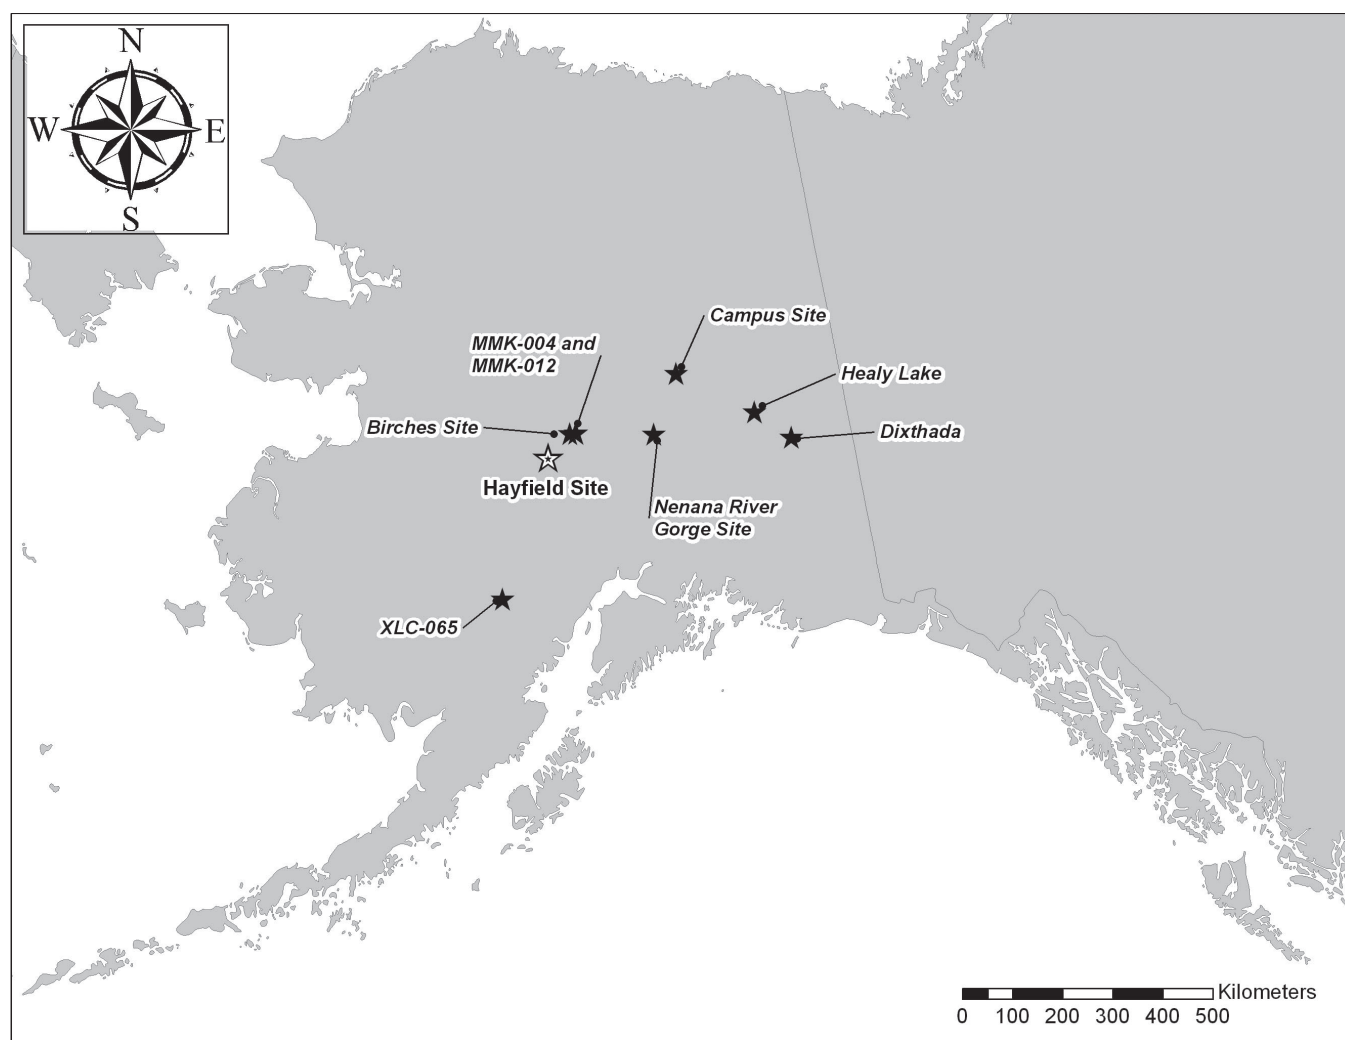 N
W E
S
Campus Site
MMK-004 and
MMK-012
Healy Lake
Birches Site
Dixthada
Hayfield Site
Nenana River
Gorge Site
XLC-065
Kilometers
0 100 200 300 400 500